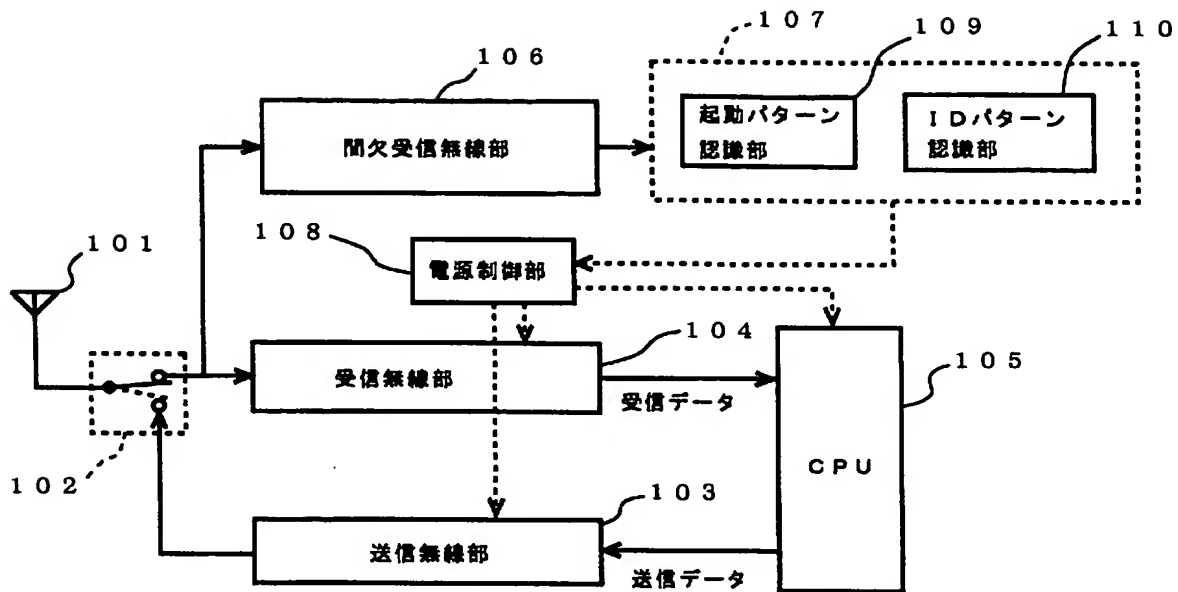 107
109
110
106
起動パターン
認識部
IDパターン
認識部
間欠受信無線部
108
電源制御部
101
104
受信無線部
受信データ
105
CPU
102
103
送信無線部
送信データ